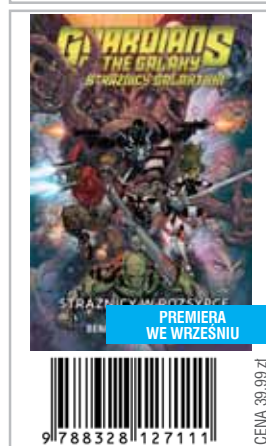 GUARDIANS
THE GALAXY
STRAŻNICY GALAKTYKI
STRAŻNICY W ROZSYPCE
PREMIERA
WE WRZEŚNIU
CENA 39,99 zł
9 788328 127111